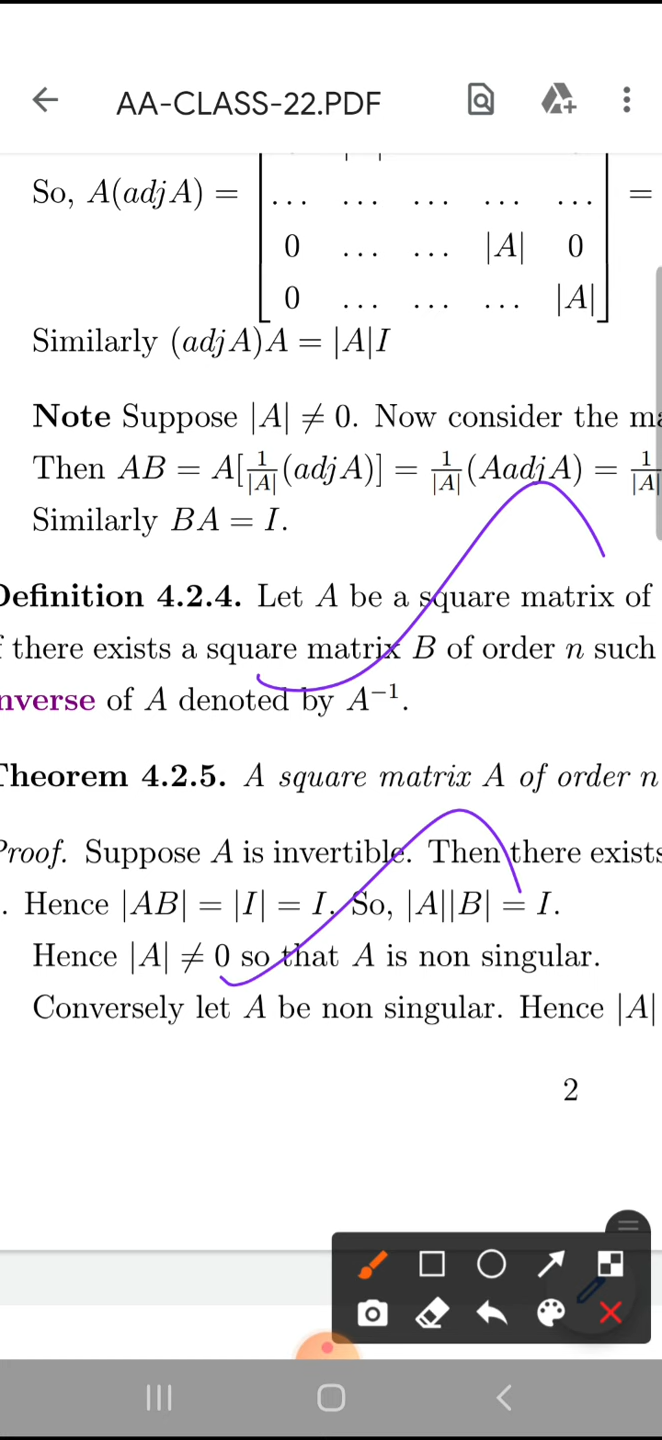 AA-CLASS-22.PDF
So, A(adjA) = [... ... ... ... ... =
0 ... ... |A| 0
0 ... ... ... |A|]
Similarly (adjA)A = |A|I
Note Suppose |A| ≠ 0. Now consider the
Then AB = A[1/|A|(adjA)] = 1/|A|(AadjA) = 1/|A|
Similarly BA = I.
Definition 4.2.4. Let A be a square matrix of
there exists a square matrix B of order n such
nverse of A denoted by A⁻¹.
Theorem 4.2.5. A square matrix A of order n
Proof. Suppose A is invertible. Then there exists
. Hence |AB| = |I| = I. So, |A||B| = I.
Hence |A| ≠ 0 so that A is non singular.
Conversely let A be non singular. Hence |A|
2